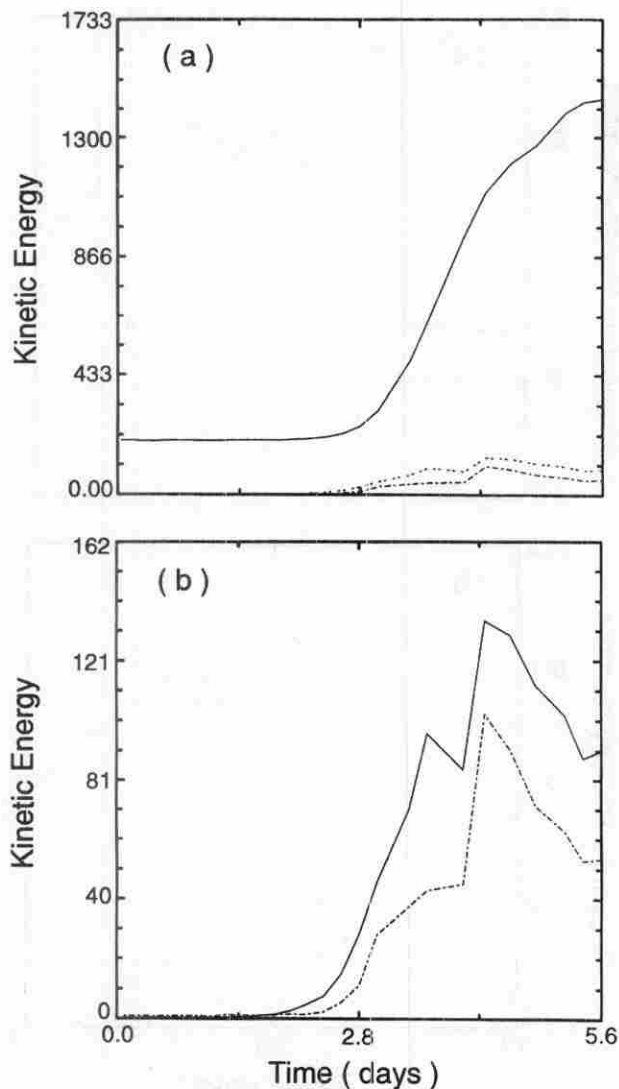 1733
( a )
1300
866
433
0.00
Kinetic Energy
162
( b )
121
81
40
0
Kinetic Energy
0.0
2.8
5.6
Time ( days )